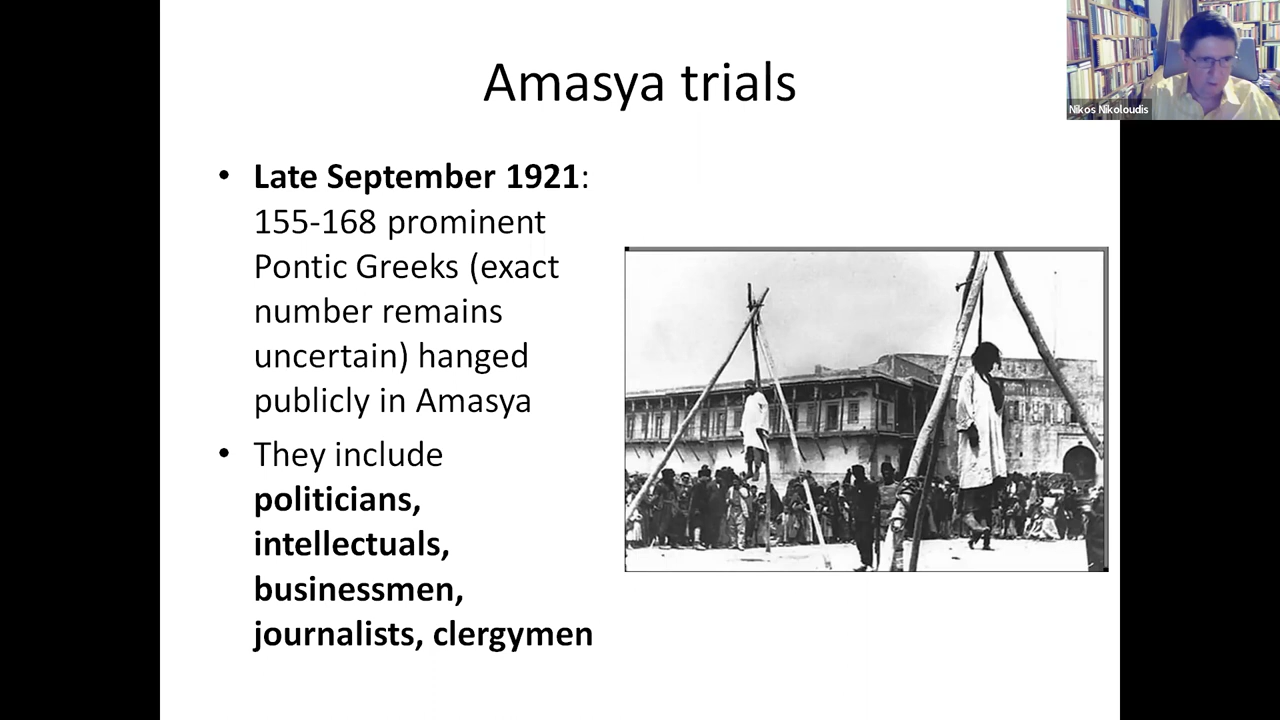 Amasya trials
Nikos Nikoloudis
• Late September 1921:
155-168 prominent
Pontic Greeks (exact
number remains
uncertain) hanged
publicly in Amasya
• They include
politicians,
intellectuals,
businessmen,
journalists, clergymen